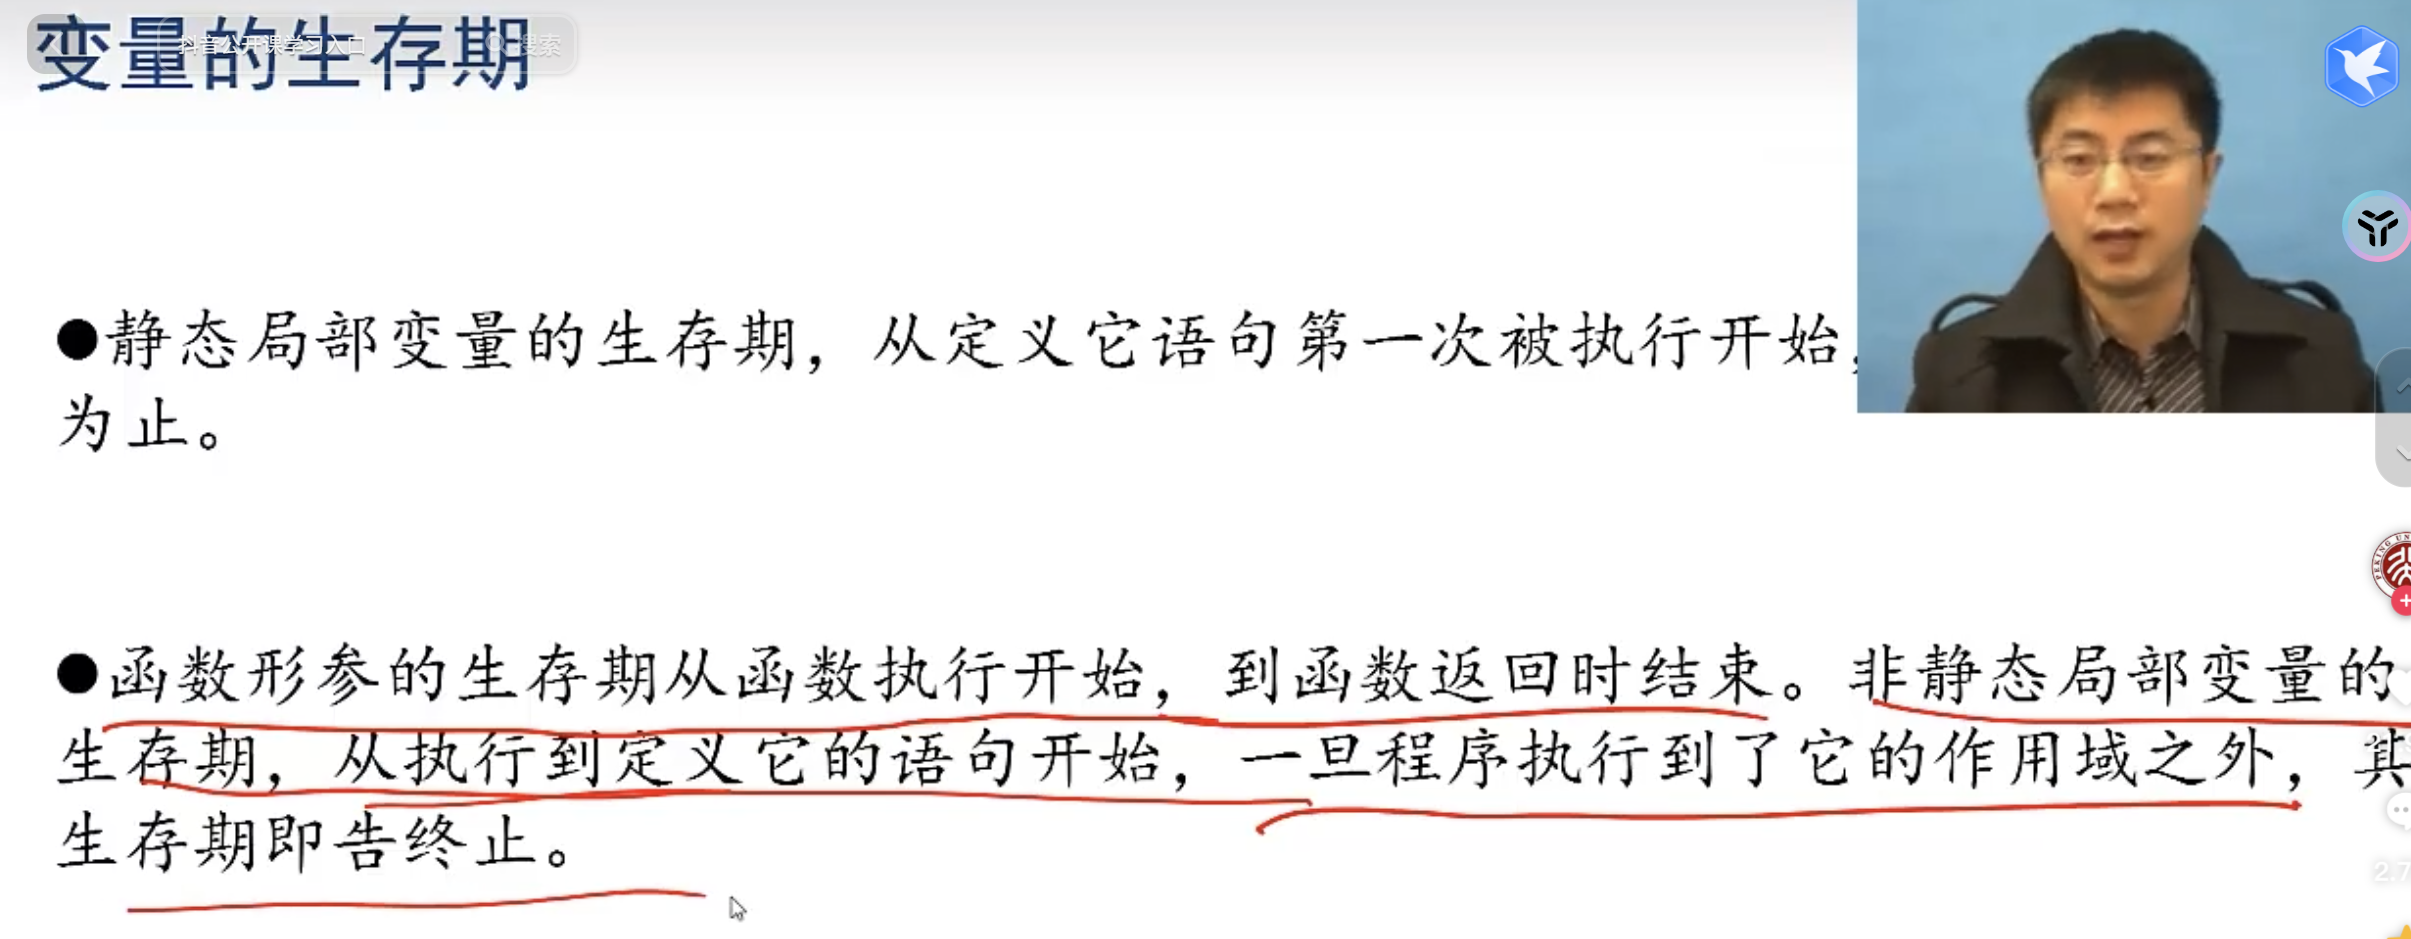 变量的生存期
抖音公开课学习入口 搜索
●静态局部变量的生存期，从定义它语句第一次被执行开始，
为止。
●函数形参的生存期从函数执行开始，到函数返回时结束。非静态局部变量的
生存期，从执行到定义它的语句开始，一旦程序执行到了它的作用域之外，其
生存期即告终止。